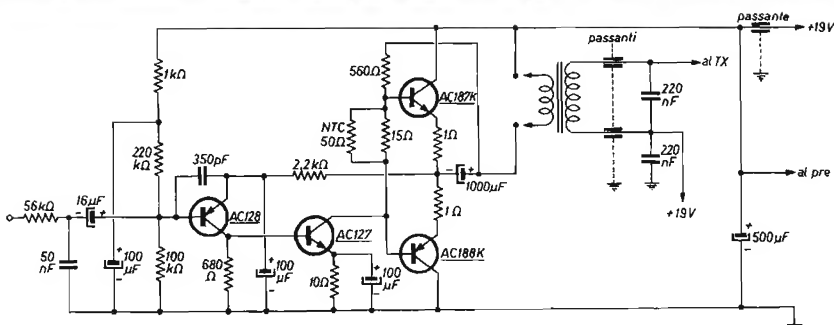 passante
+19V
passanti
al TX
1kΩ
560Ω
AC187K
220
nF
NTC
50Ω
15Ω
1Ω
220
kΩ
350pF
2,2kΩ
- +
1000µF
220
nF
al pre
56kΩ
16µF
- +
AC128
1Ω
+19V
AC127
50
nF
+
100
µF
-
100
kΩ
680
Ω
+
100
µF
-
10Ω
+
100
µF
-
AC188K
+
500µF
-